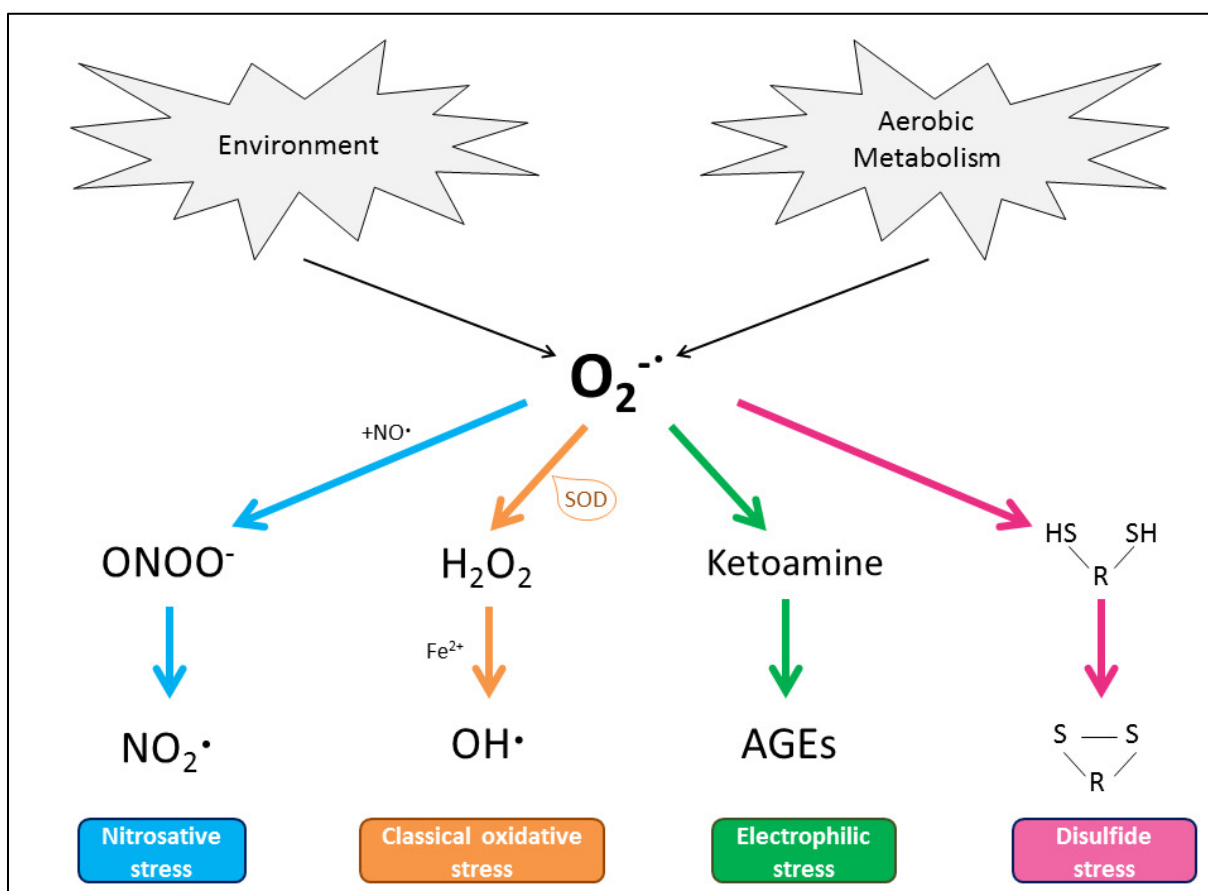 Environment
Aerobic
Metabolism
O₂⁻·
+NO·
SOD
ONOO⁻
H₂O₂
Ketoamine
HS SH
R
Fe²⁺
NO₂·
OH·
AGEs
S — S
R
Nitrosative
stress
Classical oxidative
stress
Electrophilic
stress
Disulfide
stress